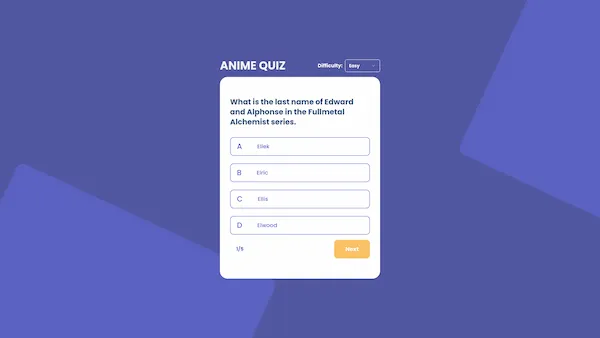 ANIME QUIZ
Difficulty: Easy
What is the last name of Edward
and Alphonse in the Fullmetal
Alchemist series.
A Ellek
B Elric
C Ellis
D Elwood
1/5 Next